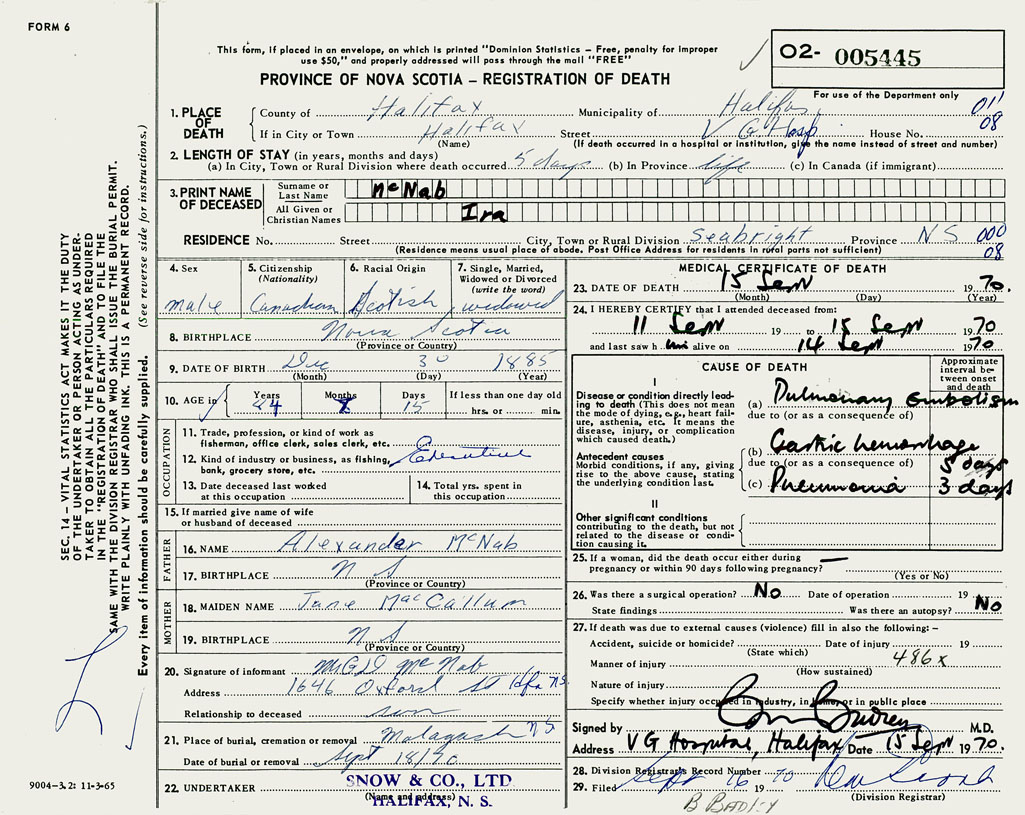 FORM 6
This form, if placed in an envelope, on which is printed "Dominion Statistics – Free, penalty for improper
use $50," and properly addressed will pass through the mail "FREE"
PROVINCE OF NOVA SCOTIA – REGISTRATION OF DEATH
O2- 005445
For use of the Department only
011
08
1. PLACE OF DEATH
County of Halifax Municipality of Halifax
If in City or Town Halifax Street V G Hosp House No.
(Name) (If death occurred in a hospital or institution, give the name instead of street and number)
2. LENGTH OF STAY (in years, months and days)
(a) In City, Town or Rural Division where death occurred 5 days (b) In Province life (c) In Canada (if immigrant)
3. PRINT NAME OF DECEASED
Surname or Last Name McNab
All Given or Christian Names Ira
RESIDENCE No. Street City, Town or Rural Division Seabright Province N S 000
(Residence means usual place of abode. Post Office Address for residents in rural parts not sufficient) 08
4. Sex
male
5. Citizenship
(Nationality)
Canadian
6. Racial Origin
Scotish
7. Single, Married,
Widowed or Divorced
(write the word)
widowed
8. BIRTHPLACE Nova Scotia
(Province or Country)
9. DATE OF BIRTH Dec 30 1885
(Month) (Day) (Year)
10. AGE in Years 84 Months Days 15 If less than one day old
hrs. or min.
OCCUPATION
11. Trade, profession, or kind of work as
fisherman, office clerk, sales clerk, etc.
Executive
12. Kind of industry or business, as fishing,
bank, grocery store, etc.
13. Date deceased last worked
at this occupation
14. Total yrs. spent in
this occupation
15. If married give name of wife
or husband of deceased
FATHER
16. NAME Alexander McNab
17. BIRTHPLACE N S
(Province or Country)
MOTHER
18. MAIDEN NAME Jane MacCallum
19. BIRTHPLACE N S
(Province or Country)
20. Signature of informant McNab
Address 1646 Oxford St Hfx N.S.
Relationship to deceased son
21. Place of burial, cremation or removal Malagash N S
Date of burial or removal Sept 18/70
22. UNDERTAKER SNOW & CO., LTD
(Name and address)
HALIFAX, N. S.
MEDICAL CERTIFICATE OF DEATH
23. DATE OF DEATH 15 Sept 1970.
(Month) (Day) (Year)
24. I HEREBY CERTIFY that I attended deceased from:
11 Sept 19 to 15 Sept 1970
and last saw him alive on 14 Sept 1970
CAUSE OF DEATH
Approximate interval between onset and death
I
Disease or condition directly leading to death (This does not mean
the mode of dying, e.g., heart failure, asthenia, etc. It means the
disease, injury, or complication
which caused death.)
(a) Pulmonary embolism
due to (or as a consequence of)
Antecedent causes
Morbid conditions, if any, giving
rise to the above cause, stating
the underlying condition last.
(b) Gastric hemorrhage
due to (or as a consequence of) 5 days
(c) Pneumonia 3 days
II
Other significant conditions
contributing to the death, but not
related to the disease or condition causing it.
25. If a woman, did the death occur either during
pregnancy or within 90 days following pregnancy? —
(Yes or No)
26. Was there a surgical operation? No Date of operation 19
State findings Was there an autopsy? No
27. If death was due to external causes (violence) fill in also the following: –
Accident, suicide or homicide? Date of injury 19
(State which) 486x
Manner of injury
(How sustained)
Nature of injury
Specify whether injury occurred in industry, in home, or in public place
Signed by M.D.
Address V G Hospital, Halifax Date 15 Sept 1970.
28. Division Registrar's Record Number
29. Filed Sept 16 19 70
(Division Registrar)
B BADLEY
SEC. 14 – VITAL STATISTICS ACT MAKES IT THE DUTY
OF THE UNDERTAKER OR PERSON ACTING AS UNDER-
TAKER TO OBTAIN ALL THE PARTICULARS REQUIRED
IN THE "REGISTRATION OF DEATH" AND TO FILE THE
SAME WITH THE DIVISION REGISTRAR WHO SHALL ISSUE THE BURIAL PERMIT.
WRITE PLAINLY WITH UNFADING INK. THIS IS A PERMANENT RECORD.
Every item of information should be carefully supplied. (See reverse side for instructions.)
9004–3.2: 11-3-65